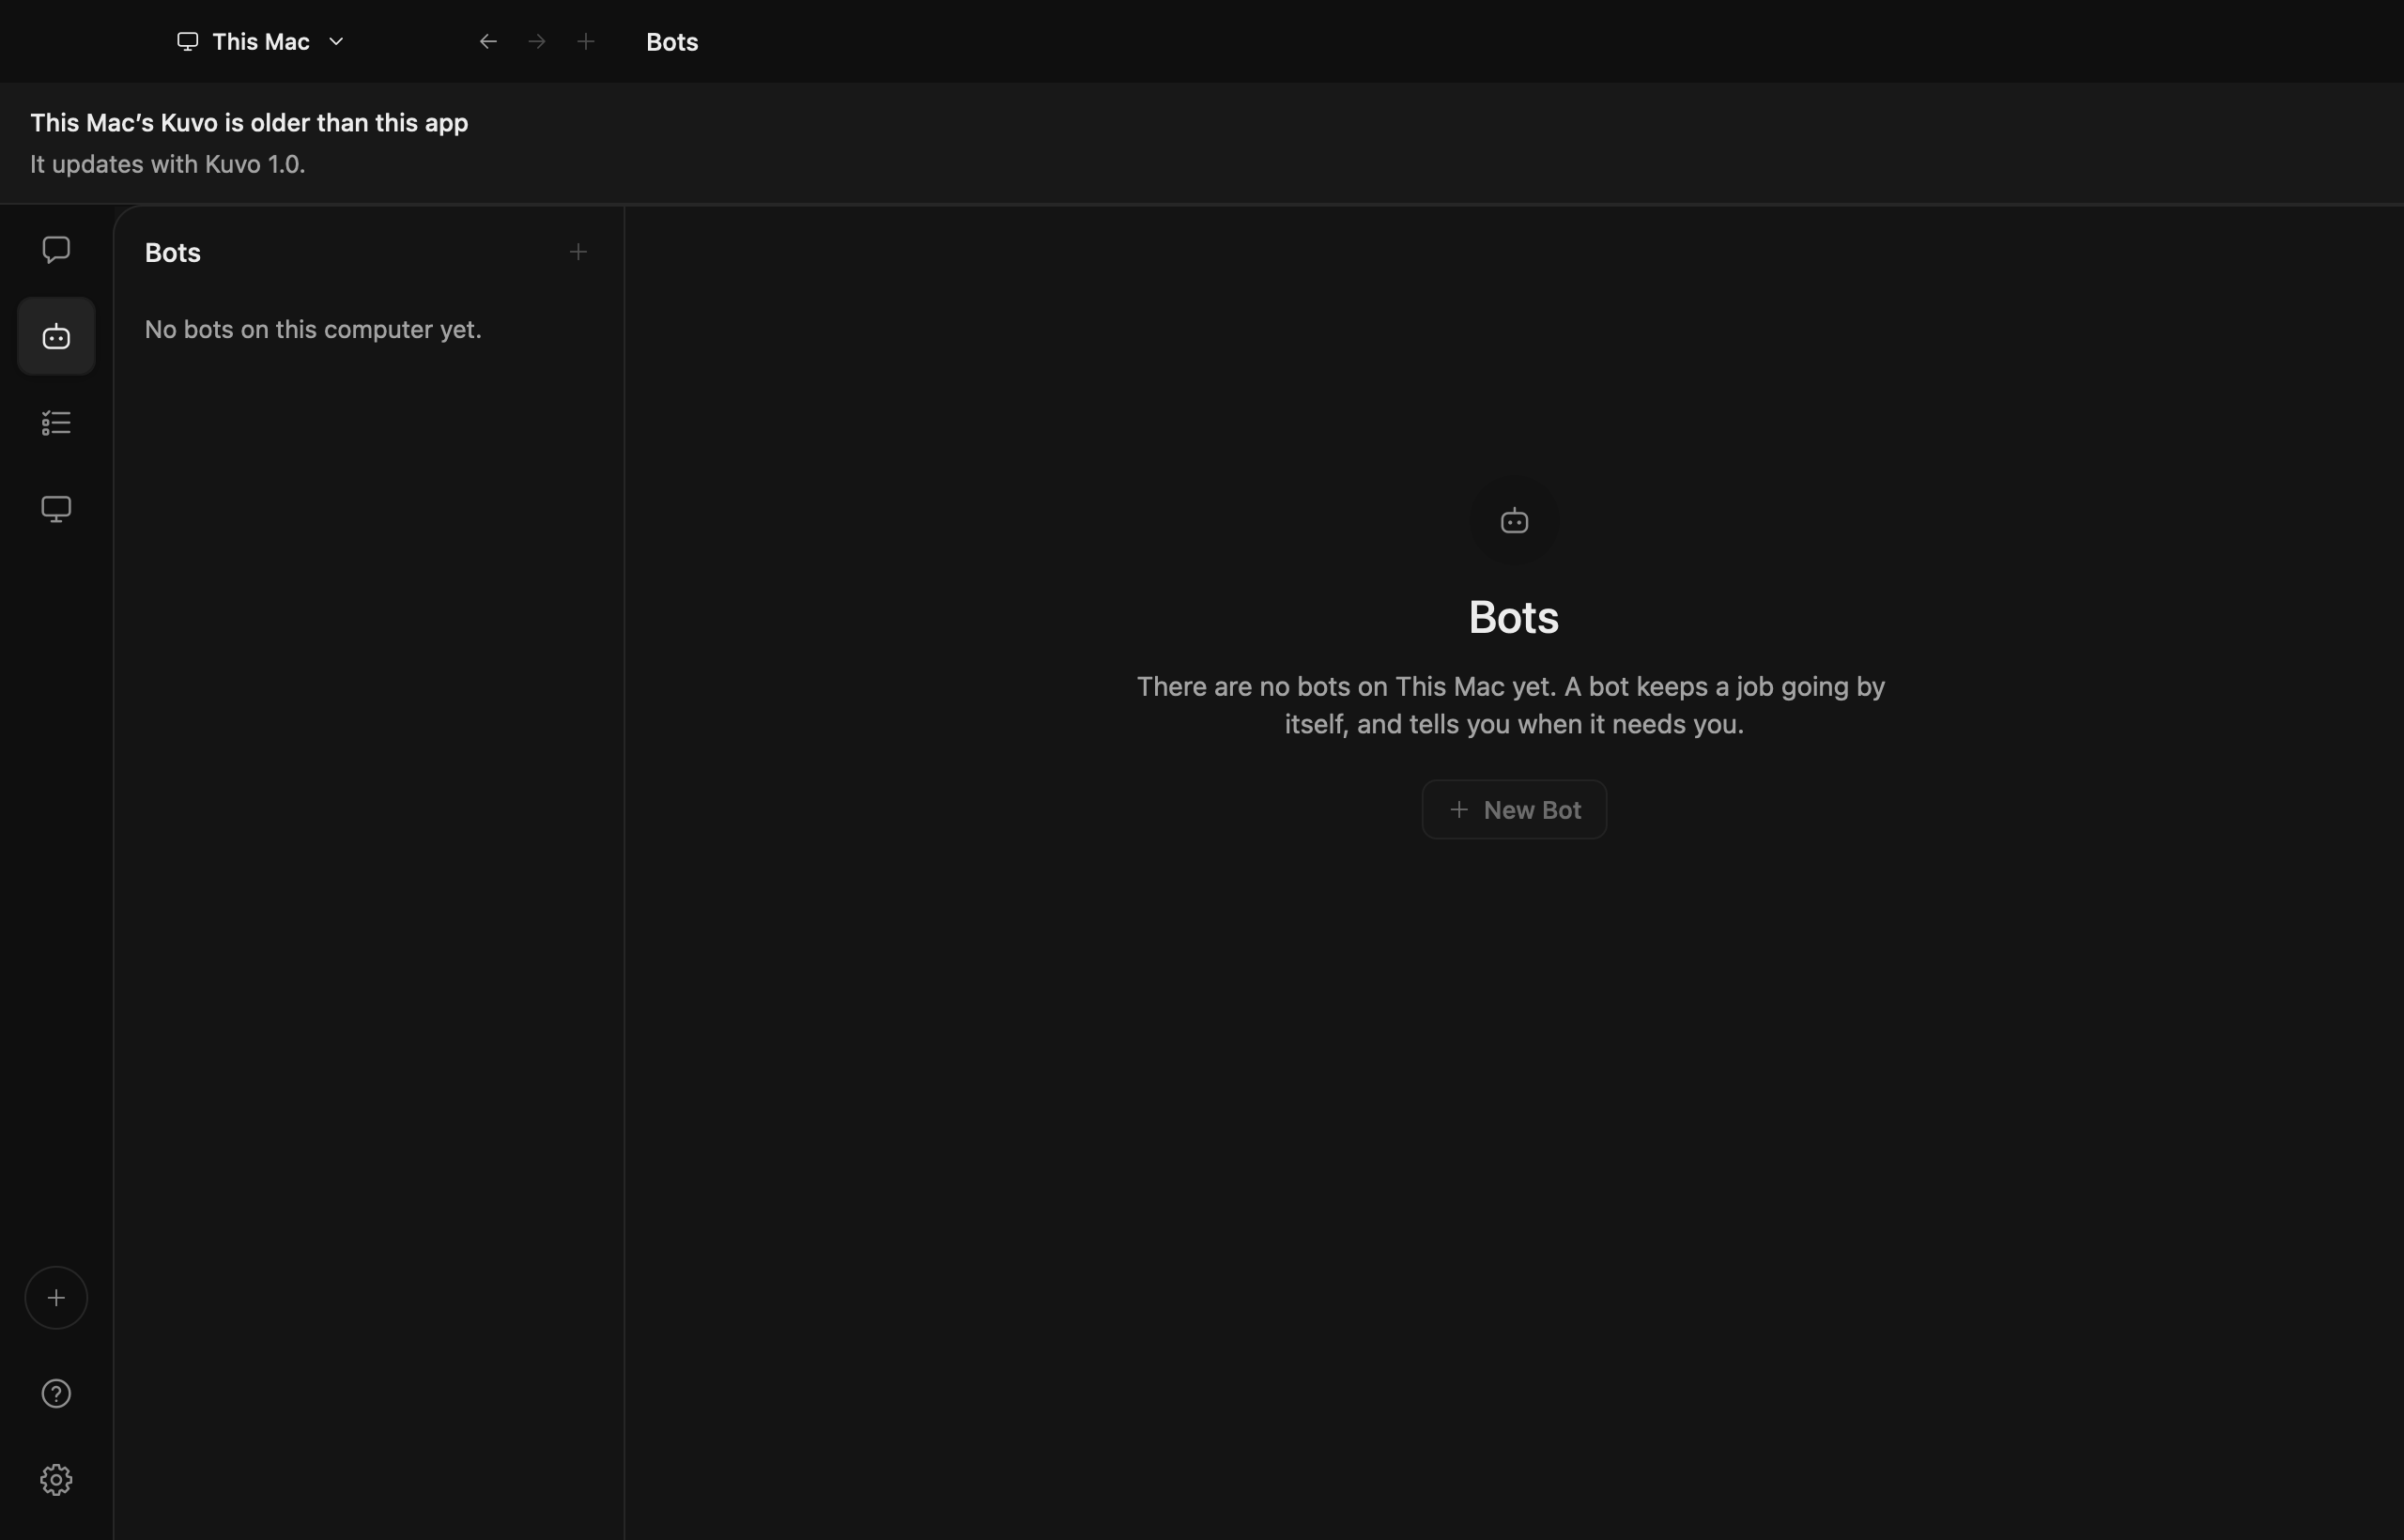 This Mac
Bots
This Mac’s Kuvo is older than this app
It updates with Kuvo 1.0.
Bots
No bots on this computer yet.
Bots
There are no bots on This Mac yet. A bot keeps a job going by
itself, and tells you when it needs you.
New Bot